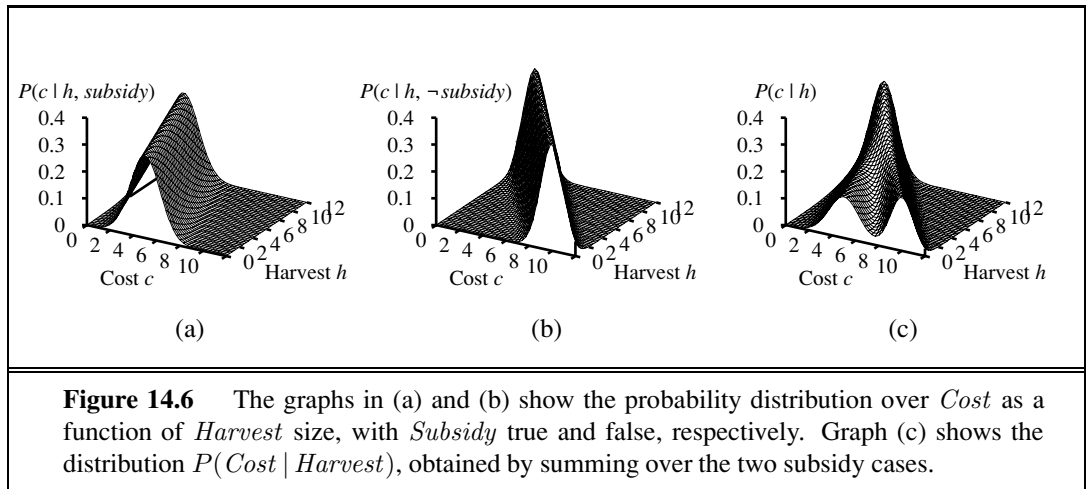 P(c | h, subsidy)
0.4
0.3
0.2
0.1
0
0 2 4 6 8 10
Cost c
0 2 4 6 8 10 12
Harvest h
(a)
P(c | h, ¬ subsidy)
0.4
0.3
0.2
0.1
0
0 2 4 6 8 10
Cost c
0 2 4 6 8 10 12
Harvest h
(b)
P(c | h)
0.4
0.3
0.2
0.1
0
0 2 4 6 8 10
Cost c
0 2 4 6 8 10 12
Harvest h
(c)
Figure 14.6 The graphs in (a) and (b) show the probability distribution over Cost as a
function of Harvest size, with Subsidy true and false, respectively. Graph (c) shows the
distribution P(Cost | Harvest), obtained by summing over the two subsidy cases.